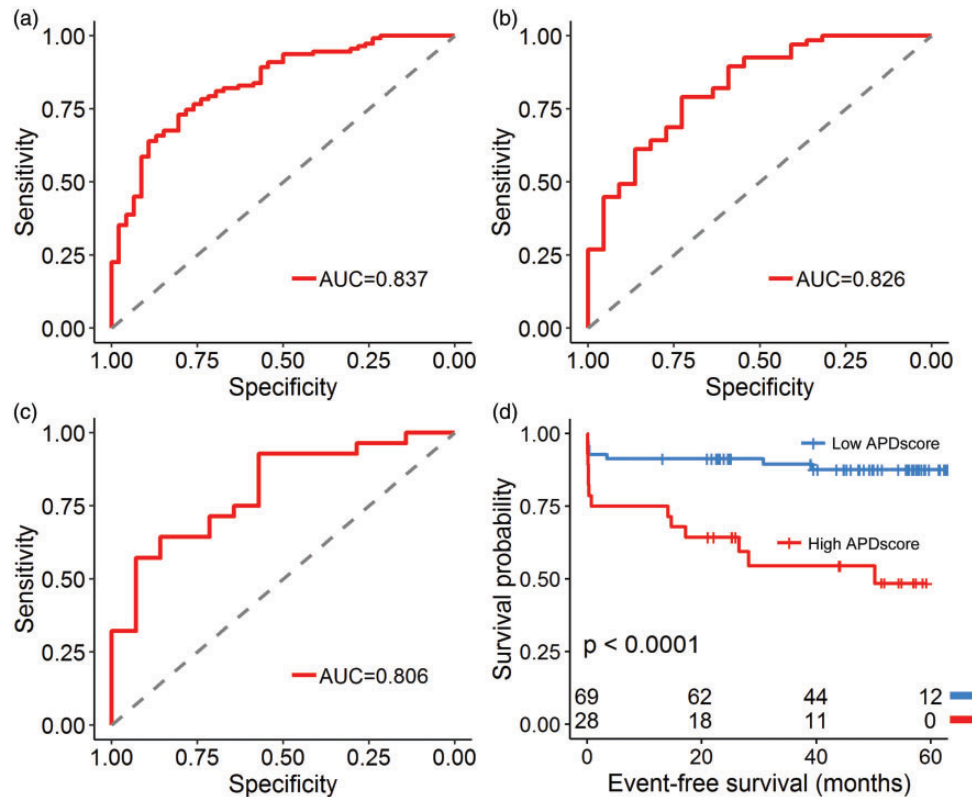 (a)
1.00
0.75
0.50
0.25
0.00
Sensitivity
AUC=0.837
1.00 0.75 0.50 0.25 0.00
Specificity
(b)
1.00
0.75
0.50
0.25
0.00
Sensitivity
AUC=0.826
1.00 0.75 0.50 0.25 0.00
Specificity
(c)
1.00
0.75
0.50
0.25
0.00
Sensitivity
AUC=0.806
1.00 0.75 0.50 0.25 0.00
Specificity
(d)
1.00
0.75
0.50
0.25
0.00
Survival probability
Low APDscore
High APDscore
p < 0.0001
69 62 44 12
28 18 11 0
0 20 40 60
Event-free survival (months)